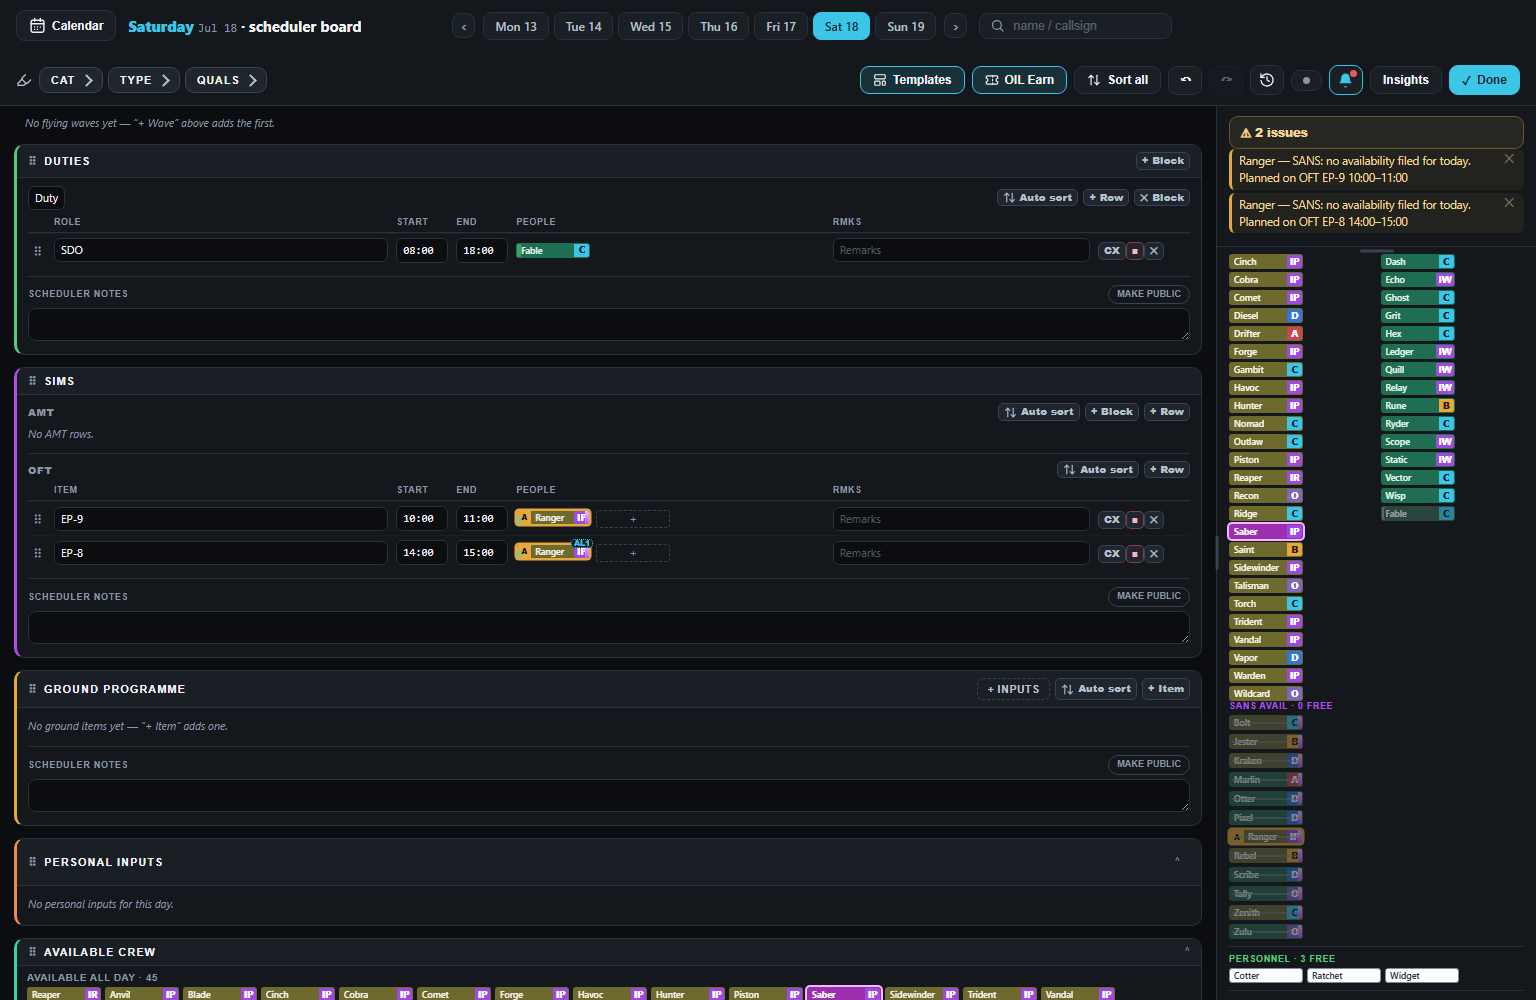 Calendar
Saturday Jul 18 · scheduler board
‹ Mon 13 Tue 14 Wed 15 Thu 16 Fri 17 Sat 18 Sun 19 ›
name / callsign
CAT TYPE QUALS
Templates OIL Earn Sort all Insights ✓ Done
No flying waves yet — "+ Wave" above adds the first.
DUTIES + Block
Duty Auto sort + Row ✕ Block
ROLE START END PEOPLE RMKS
SDO 08:00 18:00 Fable C Remarks CX ✕
SCHEDULER NOTES MAKE PUBLIC
SIMS
AMT Auto sort + Block + Row
No AMT rows.
OFT Auto sort + Row
ITEM START END PEOPLE RMKS
EP-9 10:00 11:00 A Ranger IP + Remarks CX ✕
EP-8 14:00 15:00 A Ranger IP AL1 + Remarks CX ✕
SCHEDULER NOTES MAKE PUBLIC
GROUND PROGRAMME + INPUTS Auto sort + Item
No ground items yet — "+ Item" adds one.
SCHEDULER NOTES MAKE PUBLIC
PERSONAL INPUTS
No personal inputs for this day.
AVAILABLE CREW
AVAILABLE ALL DAY · 45
Reaper IR Anvil IP Blade IP Cinch IP Cobra IP Comet IP Forge IP Havoc IP Hunter IP Piston IP Saber IP Sidewinder IP Trident IP Vandal IP
⚠ 2 issues
Ranger — SANS: no availability filed for today.
Planned on OFT EP-9 10:00–11:00
Ranger — SANS: no availability filed for today.
Planned on OFT EP-8 14:00–15:00
Cinch IP Dash C
Cobra IP Echo IW
Comet IP Ghost C
Diesel D Grit C
Drifter A Hex C
Forge IP Ledger IW
Gambit C Quill IW
Havoc IP Relay IW
Hunter IP Rune B
Nomad C Ryder C
Outlaw C Scope IW
Piston IP Static IW
Reaper IR Vector C
Recon O Wisp C
Ridge C Fable C
Saber IP
Saint B
Sidewinder IP
Talisman O
Torch C
Trident IP
Vandal IP
Vapor D
Warden IP
Wildcard O
SANS AVAIL · 0 FREE
Bolt C
Jester B
Kraken D
Marlin A
Otter D
Pixel D
A Ranger IP
Rebel B
Scribe D
Tally O
Zenith C
Zulu O
PERSONNEL · 3 FREE
Cotter Ratchet Widget